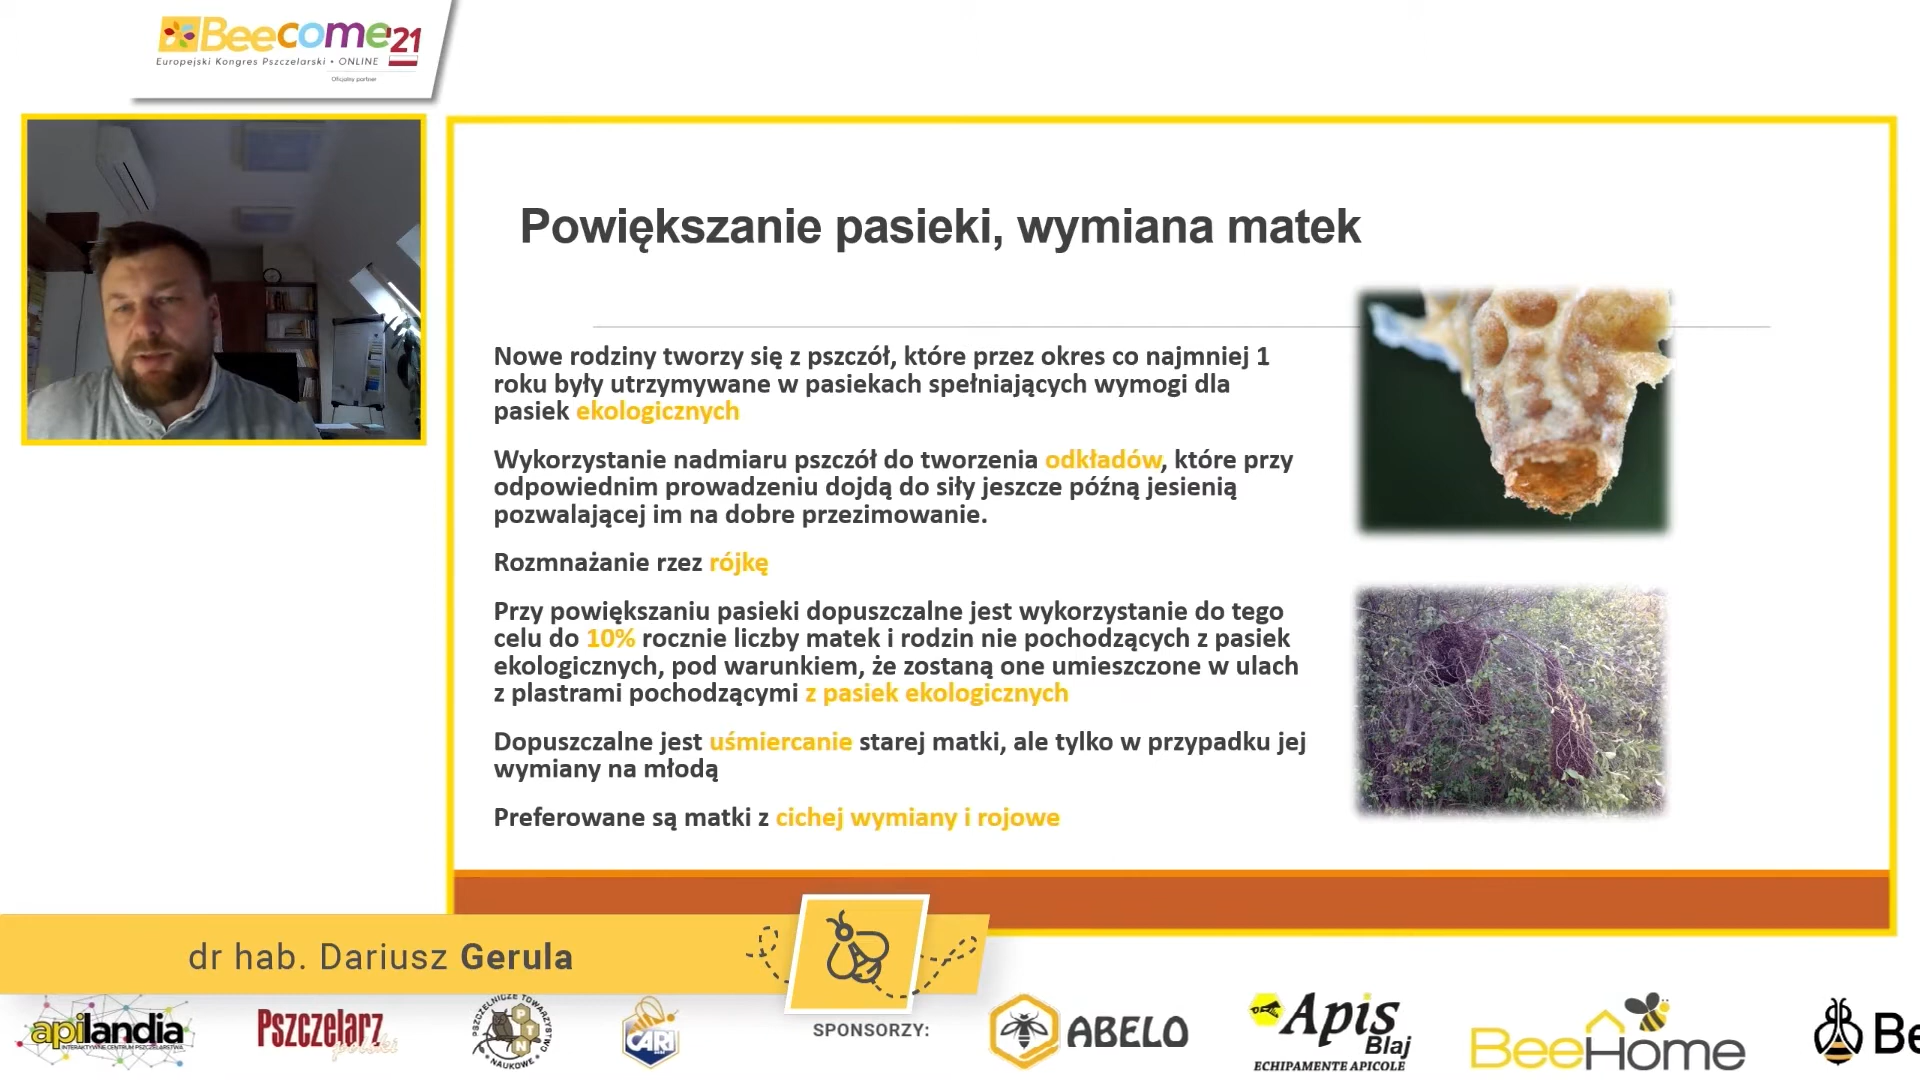 Beecome'21
Europejski Kongres Pszczelarski • ONLINE
Oficjalny partner
Powiększanie pasieki, wymiana matek
Nowe rodziny tworzy się z pszczół, które przez okres co najmniej 1
roku były utrzymywane w pasiekach spełniających wymogi dla
pasiek ekologicznych
Wykorzystanie nadmiaru pszczół do tworzenia odkładów, które przy
odpowiednim prowadzeniu dojdą do siły jeszcze późną jesienią
pozwalającej im na dobre przezimowanie.
Rozmnażanie rzez rójkę
Przy powiększaniu pasieki dopuszczalne jest wykorzystanie do tego
celu do 10% rocznie liczby matek i rodzin nie pochodzących z pasiek
ekologicznych, pod warunkiem, że zostaną one umieszczone w ulach
z plastrami pochodzącymi z pasiek ekologicznych
Dopuszczalne jest uśmiercanie starej matki, ale tylko w przypadku jej
wymiany na młodą
Preferowane są matki z cichej wymiany i rojowe
dr hab. Dariusz Gerula
apilandia
INTERAKTYWNE CENTRUM PSZCZELARSTWA
Pszczelarz
polski
PSZCZELNICZE TOWARZYSTWO
NAUKOWE
PTN
CARI
SPONSORZY:
ABELO
Apis
Blaj
ECHIPAMENTE APICOLE
BeeHome
Be